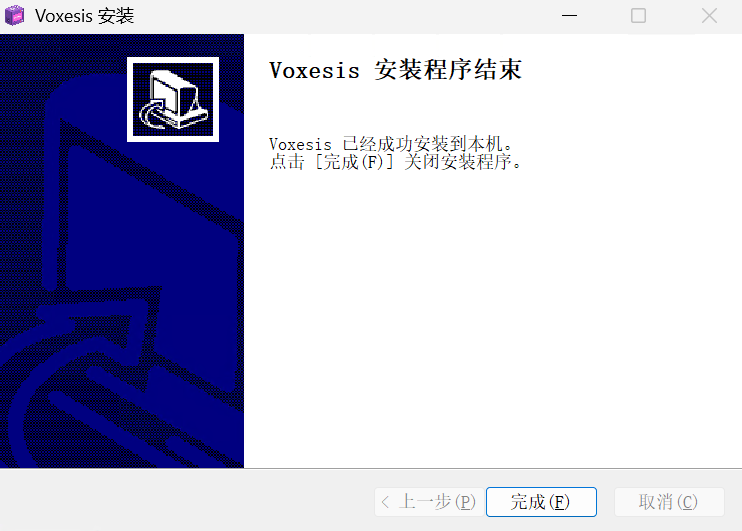 Voxesis 安装
Voxesis 安装程序结束
Voxesis 已经成功安装到本机。
点击 [完成(F)] 关闭安装程序。
< 上一步(P)
完成(F)
取消(C)